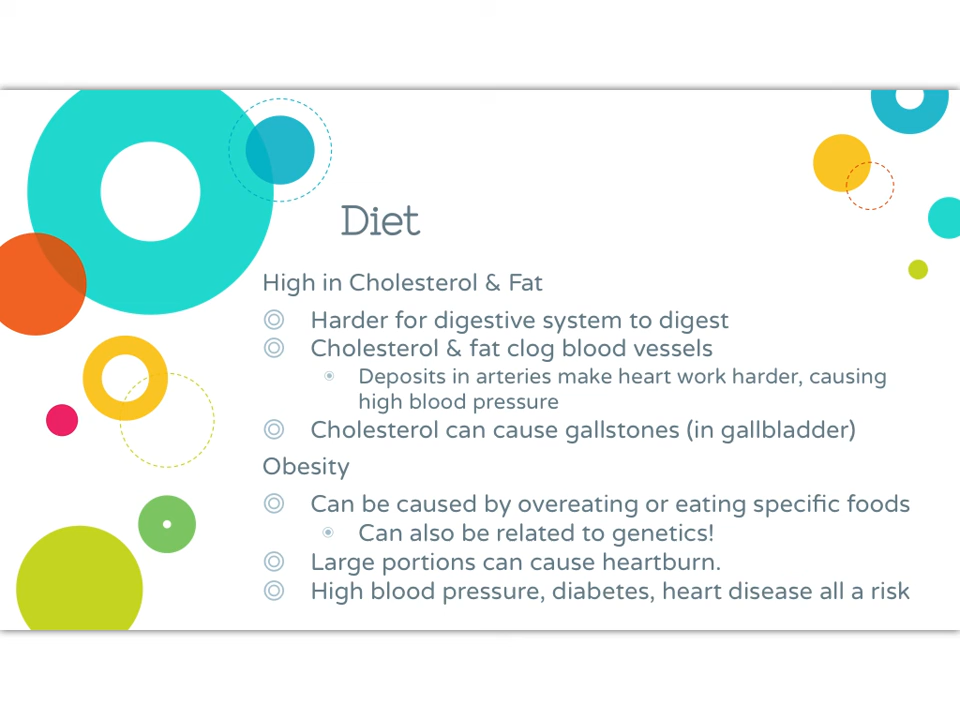 Diet
High in Cholesterol & Fat
Harder for digestive system to digest
Cholesterol & fat clog blood vessels
Deposits in arteries make heart work harder, causing
high blood pressure
Cholesterol can cause gallstones (in gallbladder)
Obesity
Can be caused by overeating or eating specific foods
Can also be related to genetics!
Large portions can cause heartburn.
High blood pressure, diabetes, heart disease all a risk